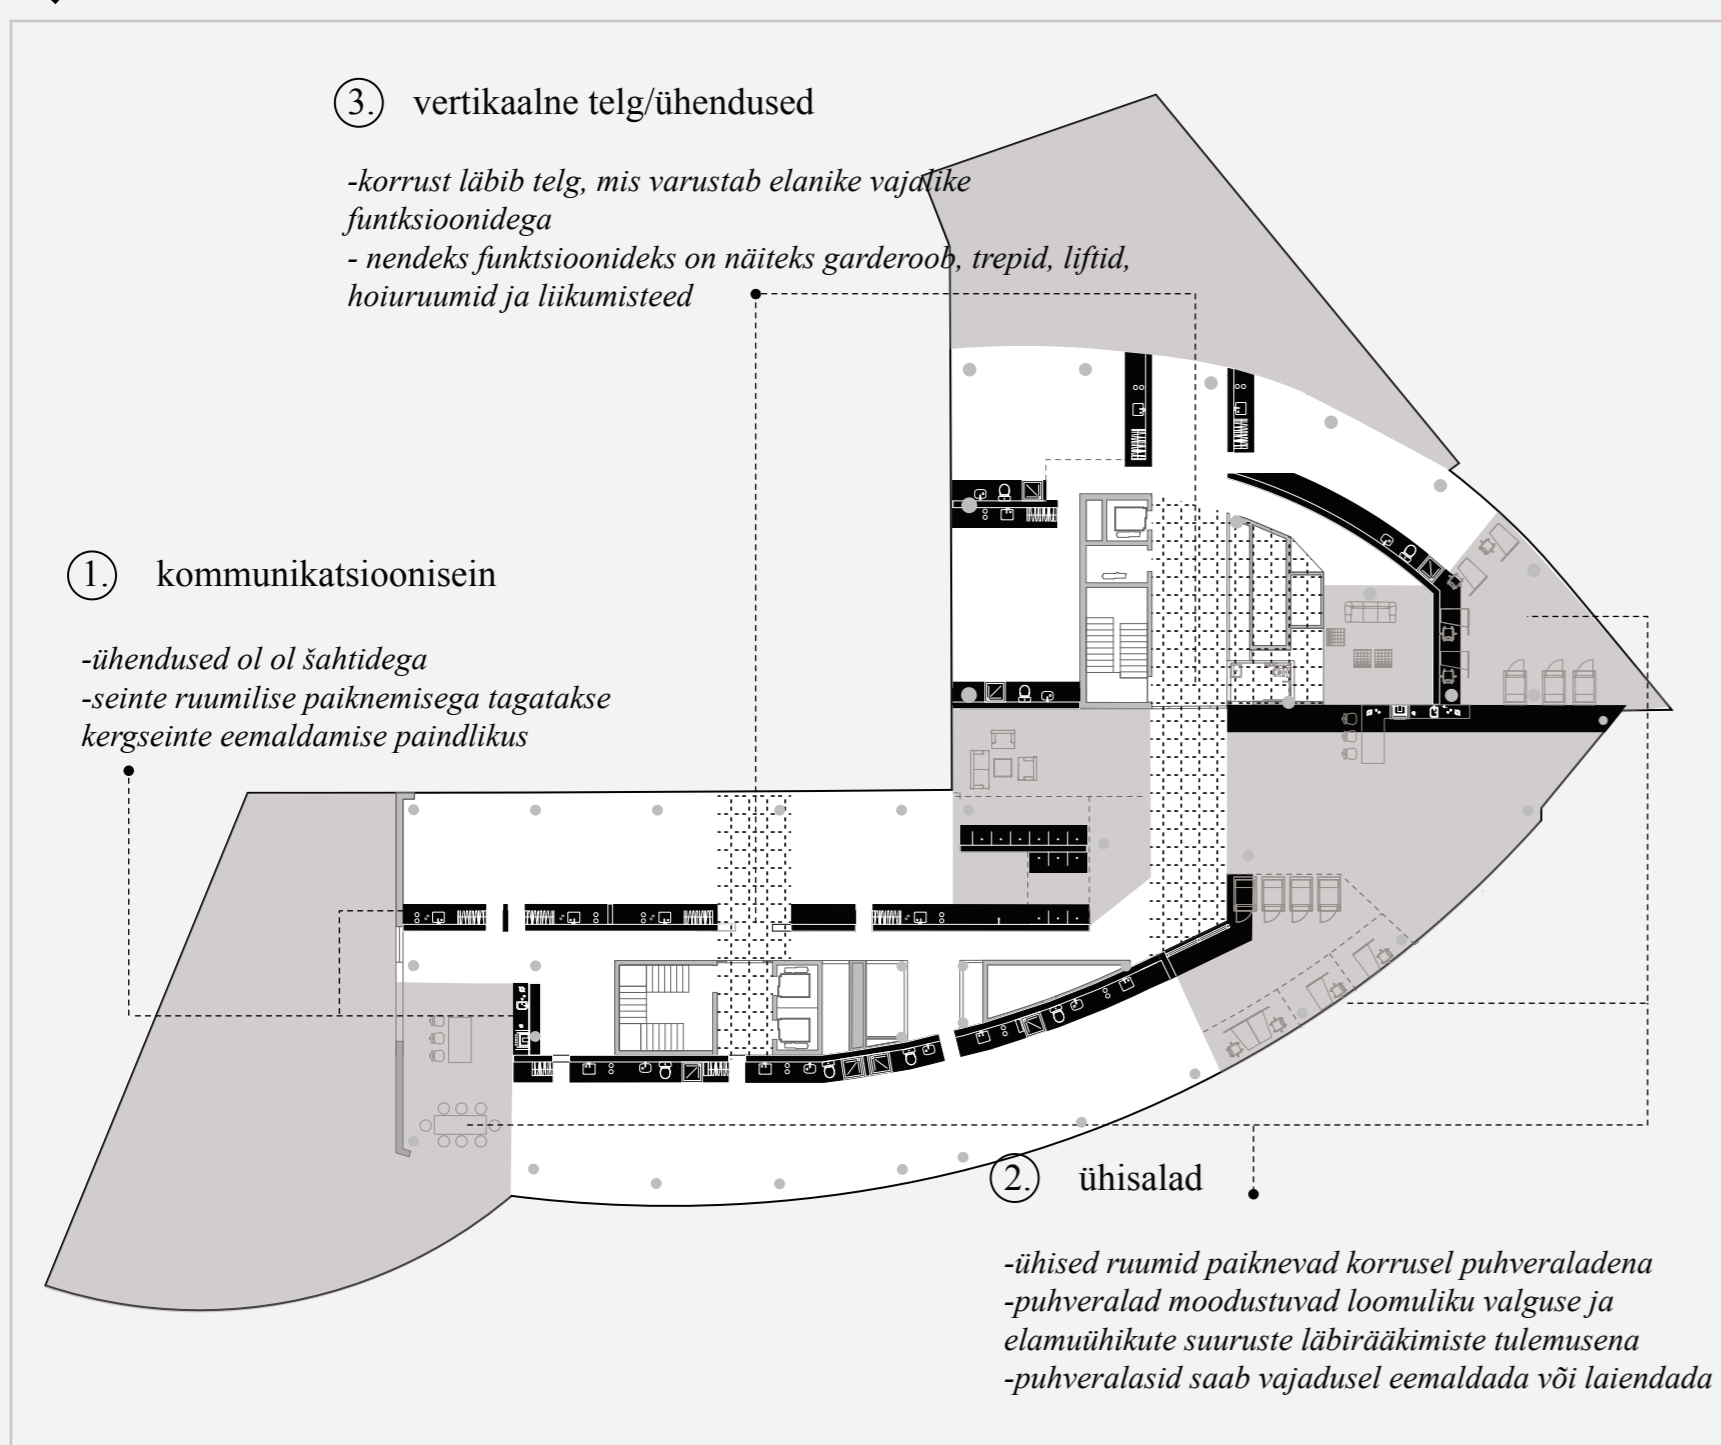 3. vertikaalne telg/ühendused
-korrust läbib telg, mis varustab elanike vajalike
funtksioonidega
- nendeks funktsioonideks on näiteks garderoob, trepid, liftid,
hoiuruumid ja liikumisteed
1. kommunikatsioonisein
-ühendused ol ol šahtidega
-seinte ruumilise paiknemisega tagatakse
kergseinte eemaldamise paindlikus
2. ühisalad
-ühised ruumid paiknevad korrusel puhveraladena
-puhveralad moodustuvad loomuliku valguse ja
elamuühikute suuruste läbirääkimiste tulemusena
-puhveralasid saab vajadusel eemaldada või laiendada